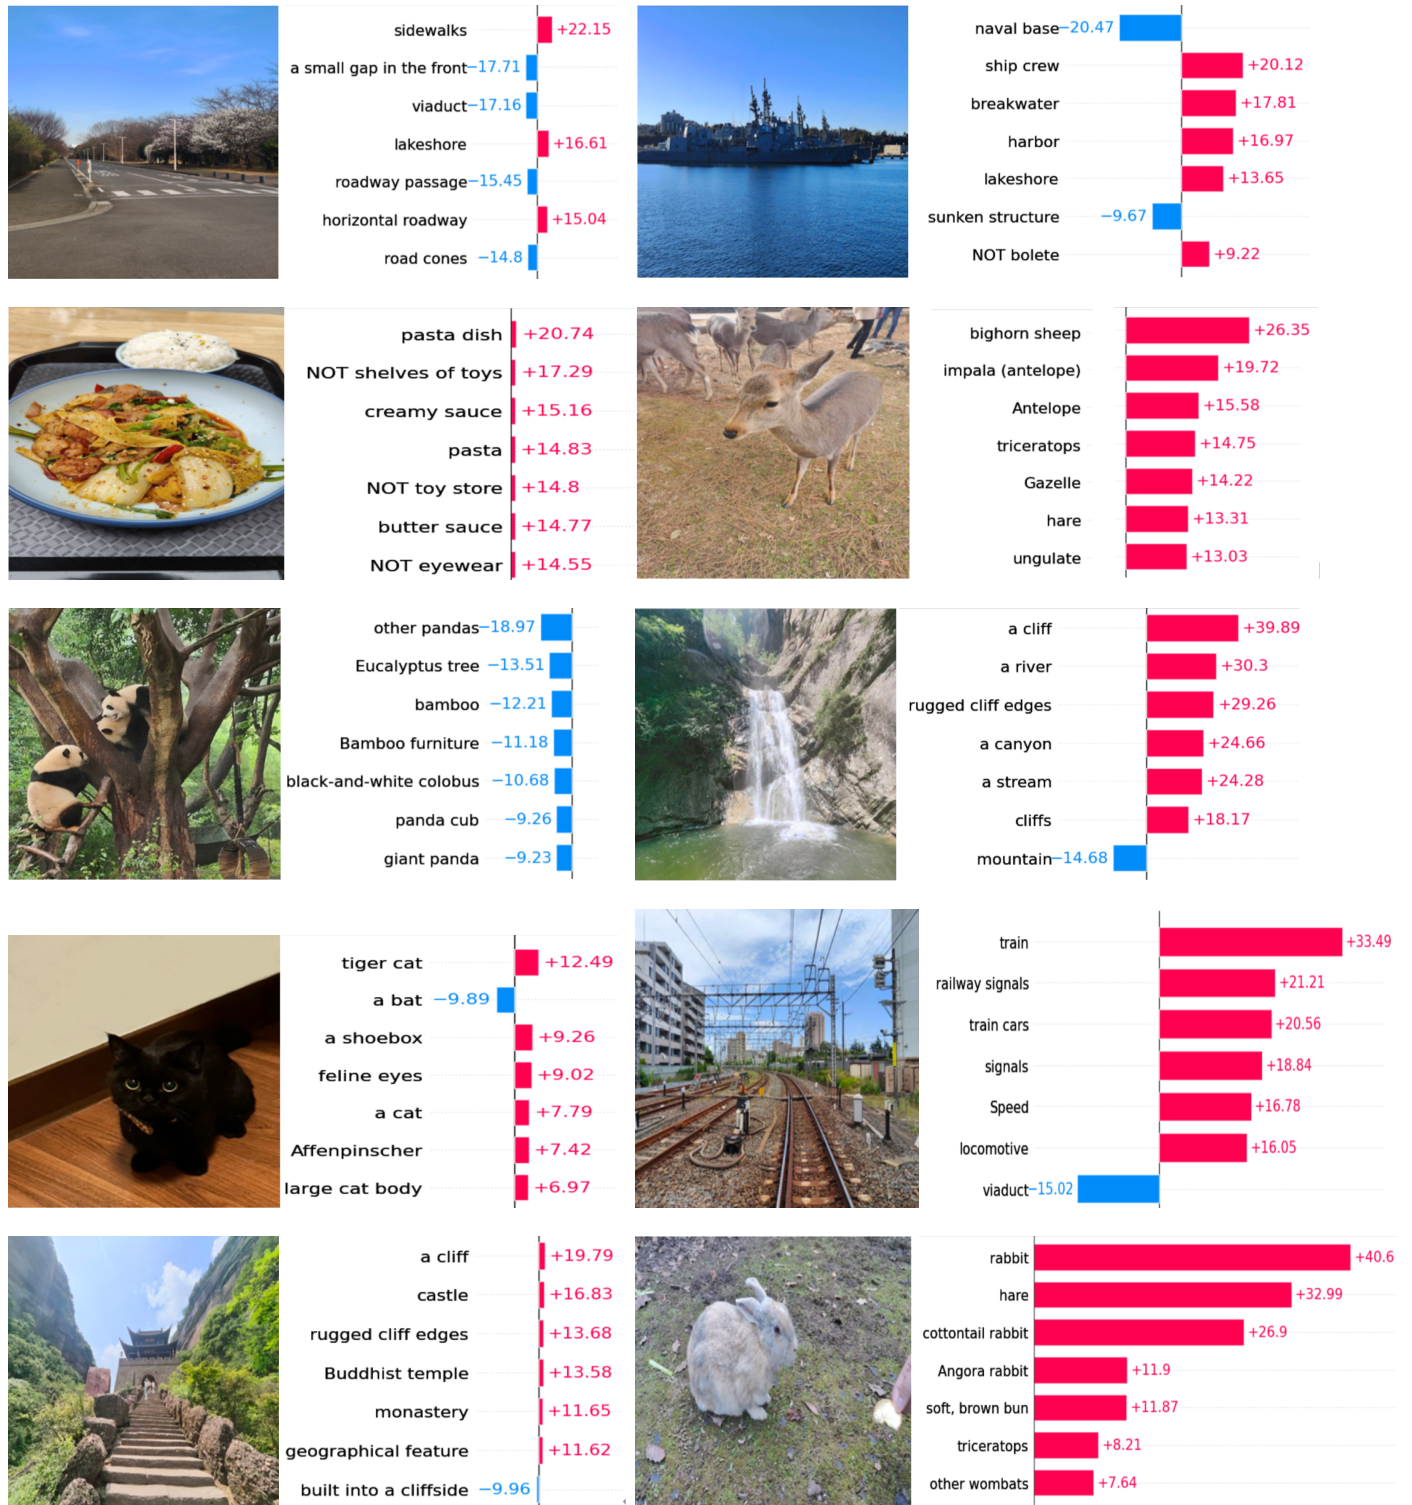 sidewalks +22.15
a small gap in the front −17.71
viaduct −17.16
lakeshore +16.61
roadway passage −15.45
horizontal roadway +15.04
road cones −14.8
naval base −20.47
ship crew +20.12
breakwater +17.81
harbor +16.97
lakeshore +13.65
sunken structure −9.67
NOT bolete +9.22
pasta dish +20.74
NOT shelves of toys +17.29
creamy sauce +15.16
pasta +14.83
NOT toy store +14.8
butter sauce +14.77
NOT eyewear +14.55
bighorn sheep +26.35
impala (antelope) +19.72
Antelope +15.58
triceratops +14.75
Gazelle +14.22
hare +13.31
ungulate +13.03
other pandas −18.97
Eucalyptus tree −13.51
bamboo −12.21
Bamboo furniture −11.18
black-and-white colobus −10.68
panda cub −9.26
giant panda −9.23
a cliff +39.89
a river +30.3
rugged cliff edges +29.26
a canyon +24.66
a stream +24.28
cliffs +18.17
mountain −14.68
tiger cat +12.49
a bat −9.89
a shoebox +9.26
feline eyes +9.02
a cat +7.79
Affenpinscher +7.42
large cat body +6.97
train +33.49
railway signals +21.21
train cars +20.56
signals +18.84
Speed +16.78
locomotive +16.05
viaduct −15.02
a cliff +19.79
castle +16.83
rugged cliff edges +13.68
Buddhist temple +13.58
monastery +11.65
geographical feature +11.62
built into a cliffside −9.96
rabbit +40.6
hare +32.99
cottontail rabbit +26.9
Angora rabbit +11.9
soft, brown bun +11.87
triceratops +8.21
other wombats +7.64